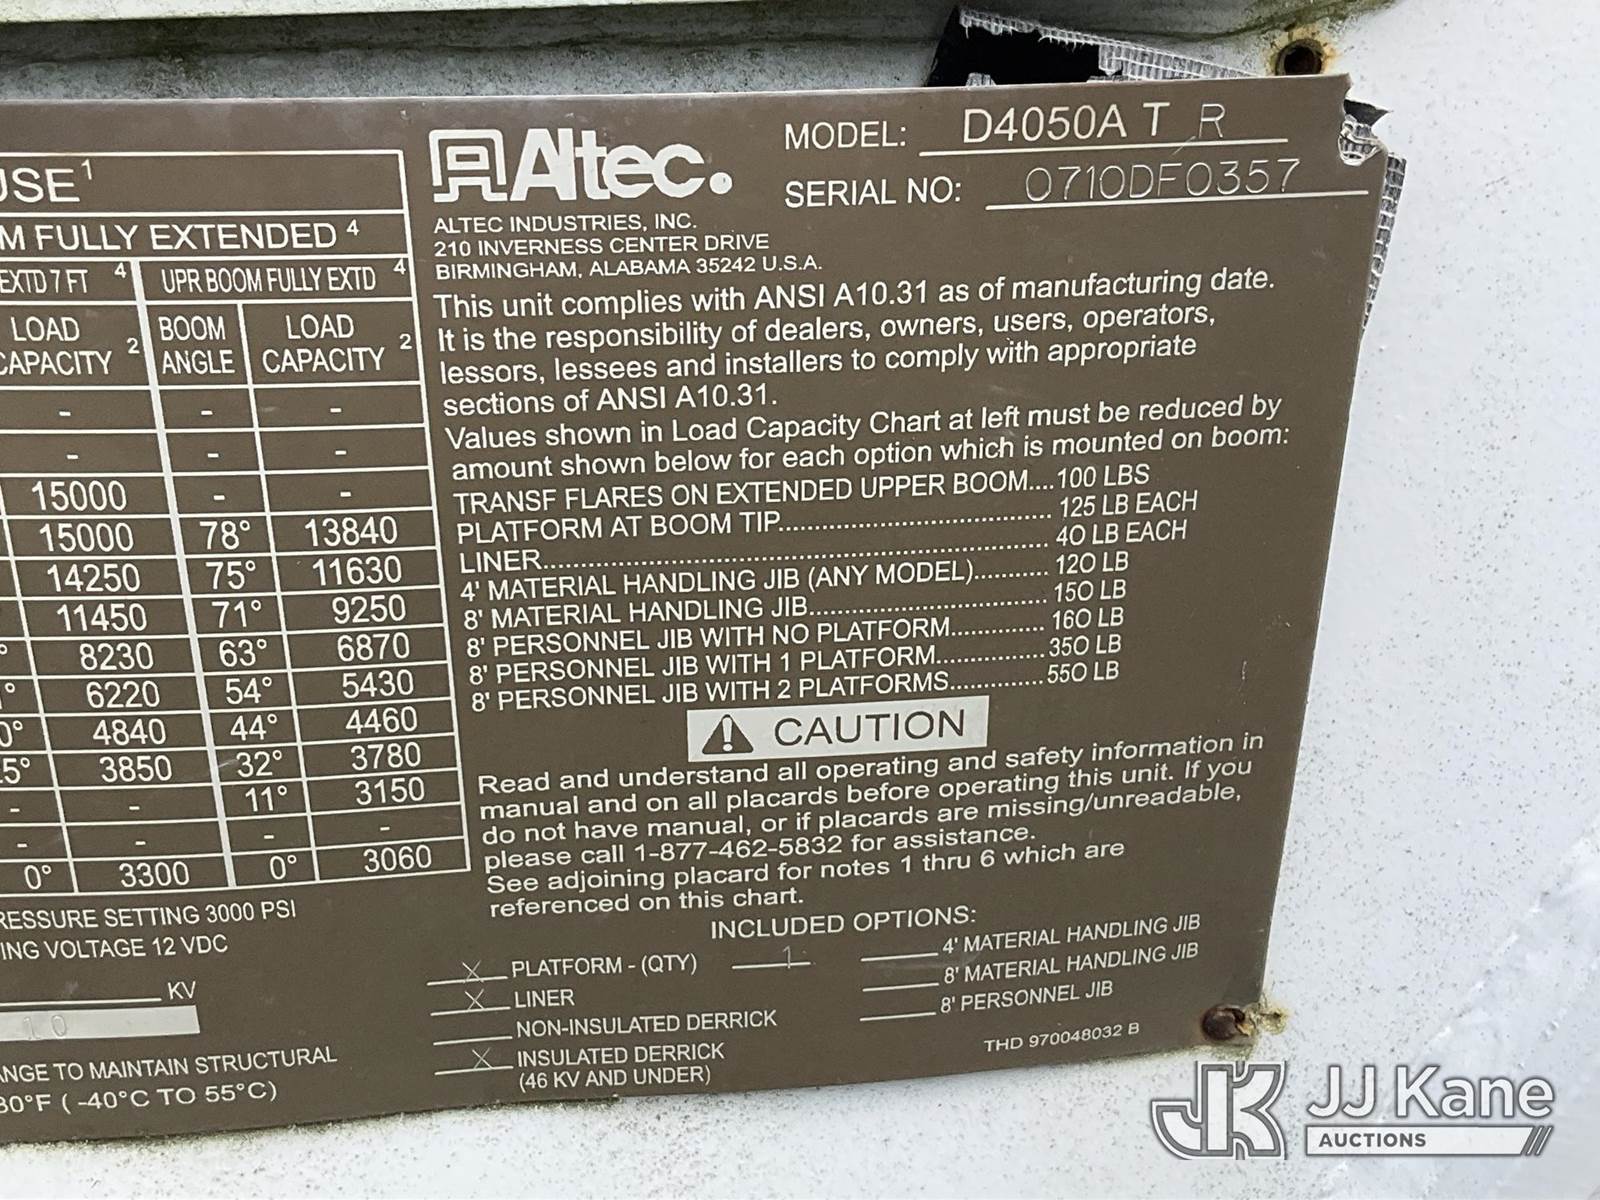 USE 1
M FULLY EXTENDED 4
EXTD 7 FT 4 UPR BOOM FULLY EXTD 4
LOAD CAPACITY 2 BOOM ANGLE LOAD CAPACITY 2
- - -
- - -
15000 - -
15000 78° 13840
14250 75° 11630
11450 71° 9250
8230 63° 6870
6220 54° 5430
0° 4840 44° 4460
5° 3850 32° 3780
- - 11° 3150
- - - -
0° 3300 0° 3060
RESSURE SETTING 3000 PSI
ING VOLTAGE 12 VDC
KV
10
ANGE TO MAINTAIN STRUCTURAL
30°F ( -40°C TO 55°C)
Altec.
ALTEC INDUSTRIES, INC.
210 INVERNESS CENTER DRIVE
BIRMINGHAM, ALABAMA 35242 U.S.A.
MODEL: D4050A T R
SERIAL NO: 0710DF0357
This unit complies with ANSI A10.31 as of manufacturing date.
It is the responsibility of dealers, owners, users, operators,
lessors, lessees and installers to comply with appropriate
sections of ANSI A10.31.
Values shown in Load Capacity Chart at left must be reduced by
amount shown below for each option which is mounted on boom:
TRANSF FLARES ON EXTENDED UPPER BOOM....100 LBS
PLATFORM AT BOOM TIP.................................... 125 LB EACH
LINER.................................................................... 40 LB EACH
4' MATERIAL HANDLING JIB (ANY MODEL)........... 120 LB
8' MATERIAL HANDLING JIB................................. 150 LB
8' PERSONNEL JIB WITH NO PLATFORM............. 160 LB
8' PERSONNEL JIB WITH 1 PLATFORM...............350 LB
8' PERSONNEL JIB WITH 2 PLATFORMS.............550 LB
CAUTION
Read and understand all operating and safety information in
manual and on all placards before operating this unit. If you
do not have manual, or if placards are missing/unreadable,
please call 1-877-462-5832 for assistance.
See adjoining placard for notes 1 thru 6 which are
referenced on this chart.
INCLUDED OPTIONS:
X PLATFORM - (QTY) 1
X LINER
NON-INSULATED DERRICK
X INSULATED DERRICK
(46 KV AND UNDER)
4' MATERIAL HANDLING JIB
8' MATERIAL HANDLING JIB
8' PERSONNEL JIB
THD 970048032 B
JK JJ Kane
AUCTIONS